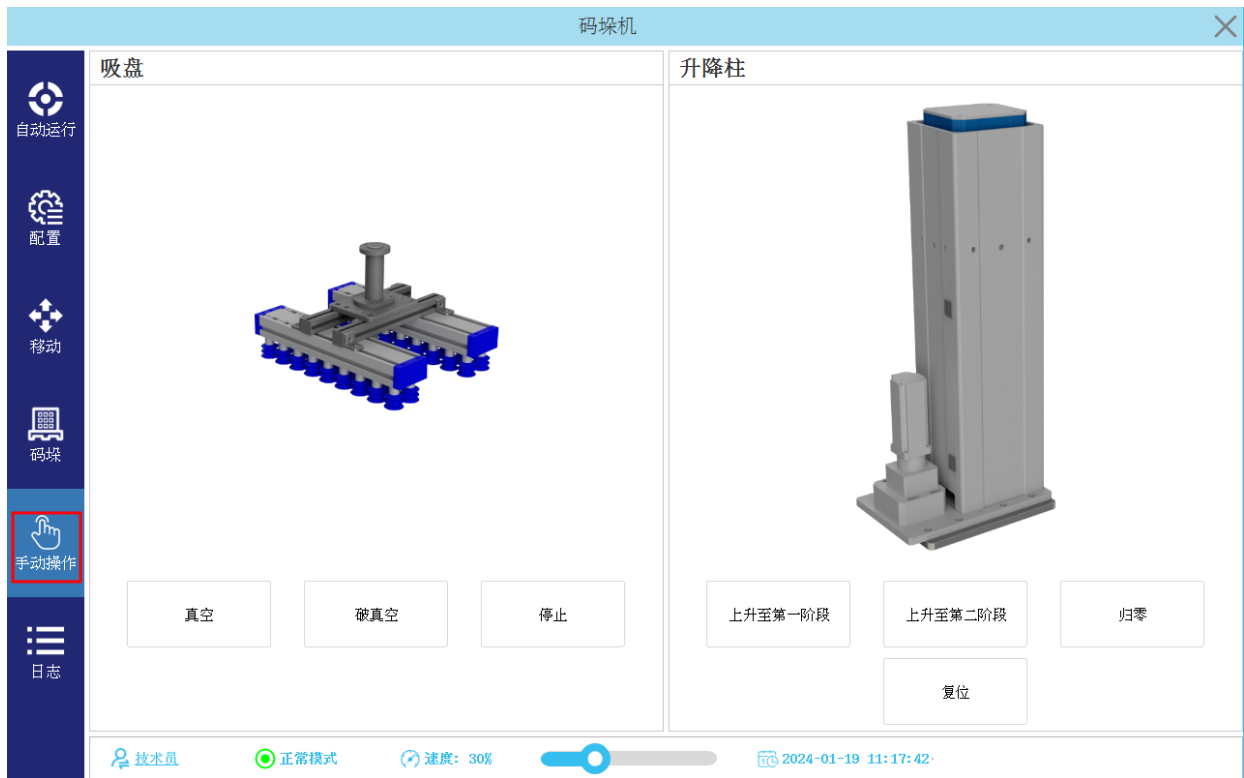 码垛机
自动运行
配置
移动
码垛
手动操作
日志
吸盘
真空
破真空
停止
升降柱
上升至第一阶段
上升至第二阶段
归零
复位
技术员
正常模式
速度: 30%
2024-01-19 11:17:42